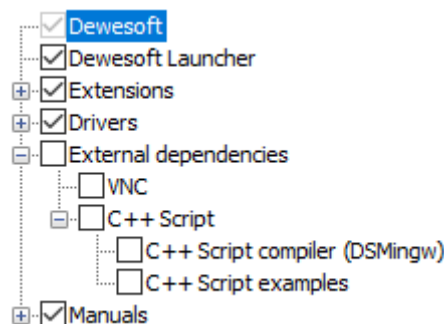 Dewesoft
Dewesoft Launcher
Extensions
Drivers
External dependencies
VNC
C++ Script
C++ Script compiler (DSMingw)
C++ Script examples
Manuals